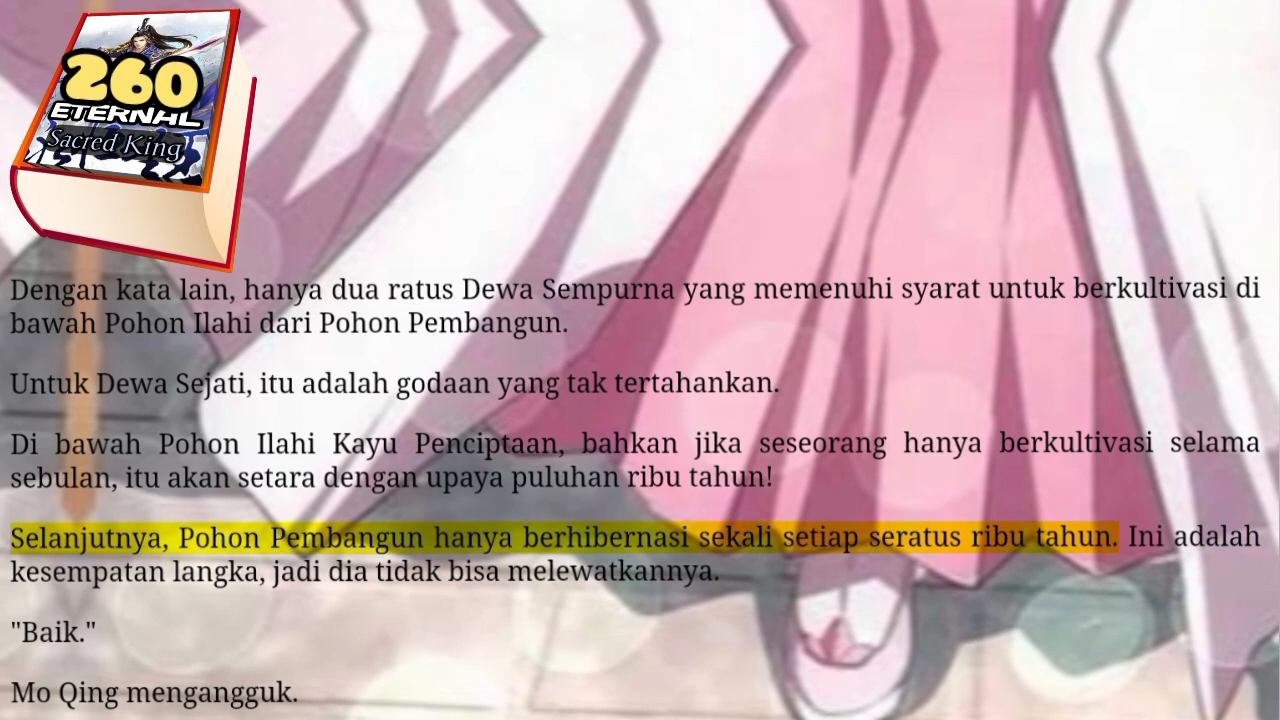 260
ETERNAL
Sacred King
Dengan kata lain, hanya dua ratus Dewa Sempurna yang memenuhi syarat untuk berkultivasi di
bawah Pohon Ilahi dari Pohon Pembangun.
Untuk Dewa Sejati, itu adalah godaan yang tak tertahankan.
Di bawah Pohon Ilahi Kayu Penciptaan, bahkan jika seseorang hanya berkultivasi selama
sebulan, itu akan setara dengan upaya puluhan ribu tahun!
Selanjutnya, Pohon Pembangun hanya berhibernasi sekali setiap seratus ribu tahun. Ini adalah
kesempatan langka, jadi dia tidak bisa melewatkannya.
"Baik."
Mo Qing mengangguk.